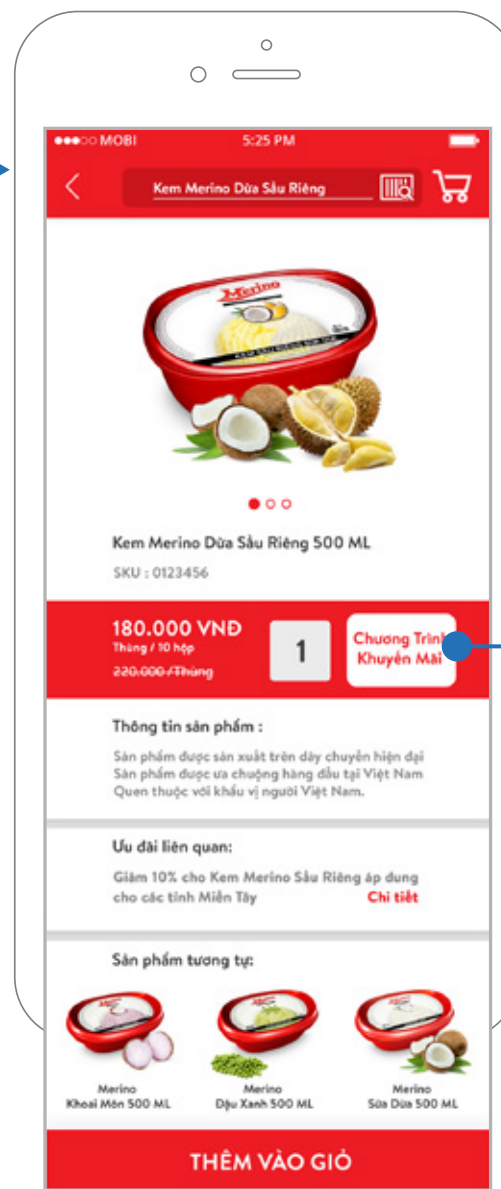 MOBI 5:25 PM
Kem Merino Dừa Sầu Riêng
Merino
KEM SẦU RIÊNG
Kem Merino Dừa Sầu Riêng 500 ML
SKU : 0123456
180.000 VNĐ
Thùng / 10 hộp
220.000 /Thùng
1
Chương Trình
Khuyến Mãi
Thông tin sản phẩm :
Sản phẩm được sản xuất trên dây chuyền hiện đại
Sản phẩm được ưa chuộng hàng đầu tại Việt Nam
Quen thuộc với khẩu vị người Việt Nam.
Ưu đãi liên quan:
Giảm 10% cho Kem Merino Sầu Riêng áp dung
cho các tỉnh Miền Tây Chi tiết
Sản phẩm tương tự:
Merino
Khoai Môn 500 ML
Merino
Đậu Xanh 500 ML
Merino
Sữa Dừa 500 ML
THÊM VÀO GIỎ